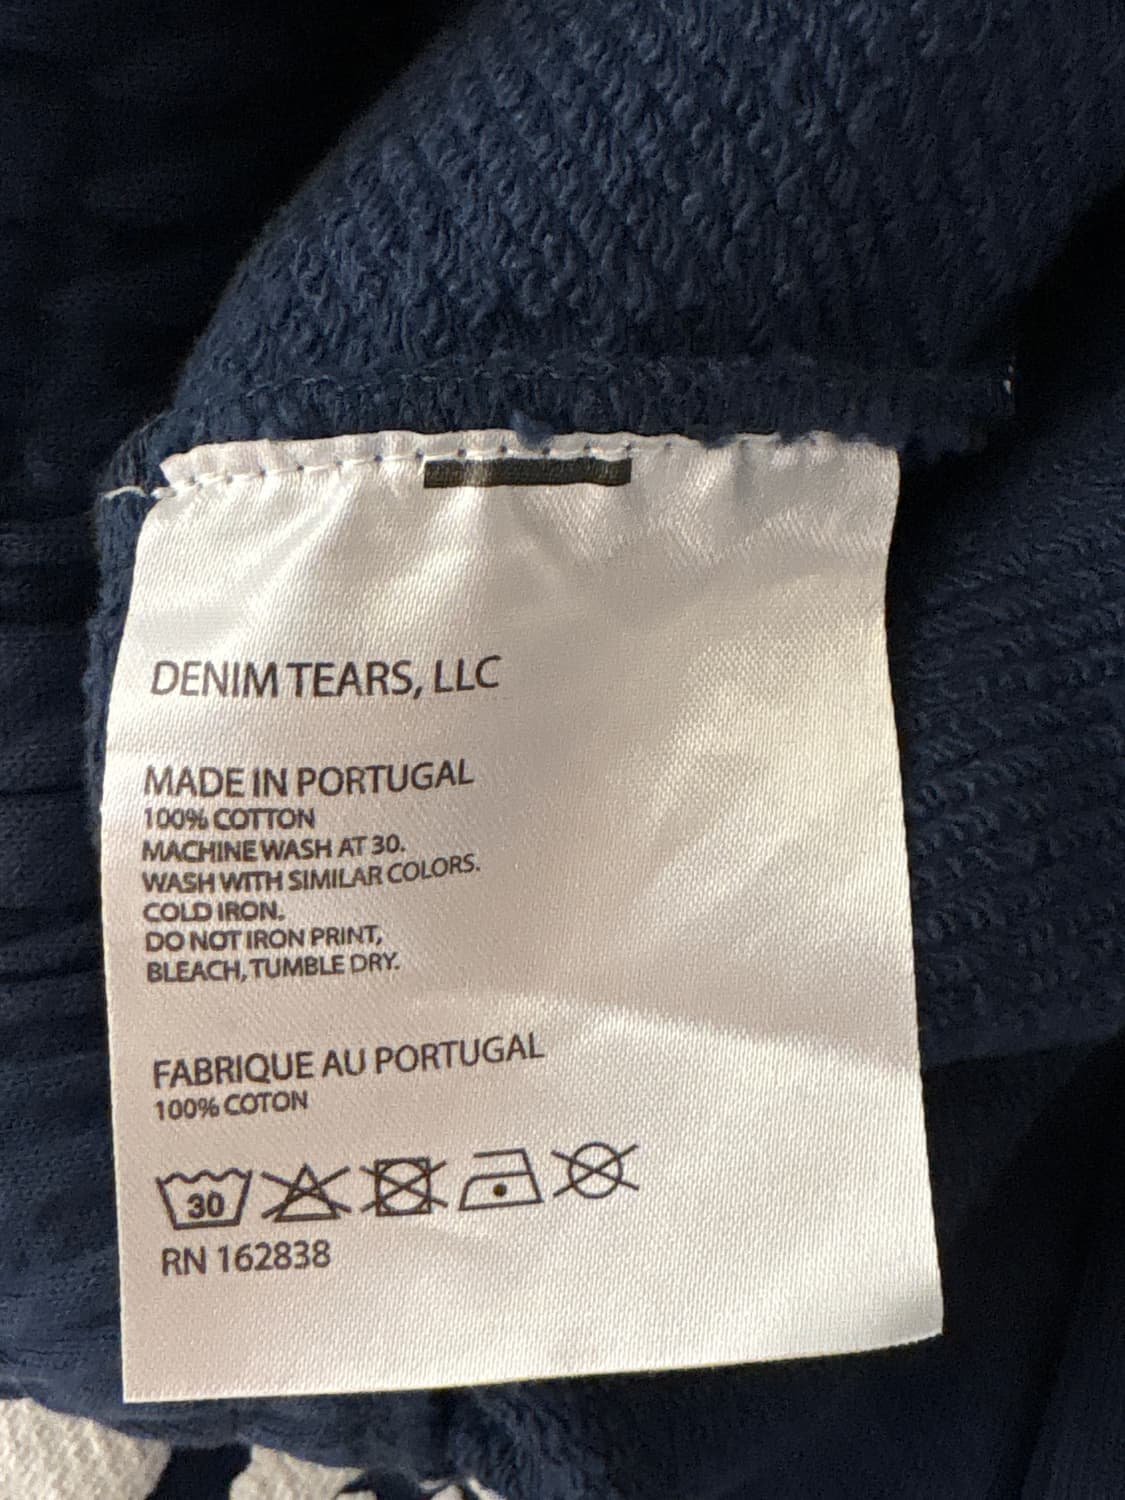 DENIM TEARS, LLC
MADE IN PORTUGAL
100% COTTON
MACHINE WASH AT 30.
WASH WITH SIMILAR COLORS.
COLD IRON.
DO NOT IRON PRINT,
BLEACH, TUMBLE DRY.
FABRIQUE AU PORTUGAL
100% COTON
30
RN 162838